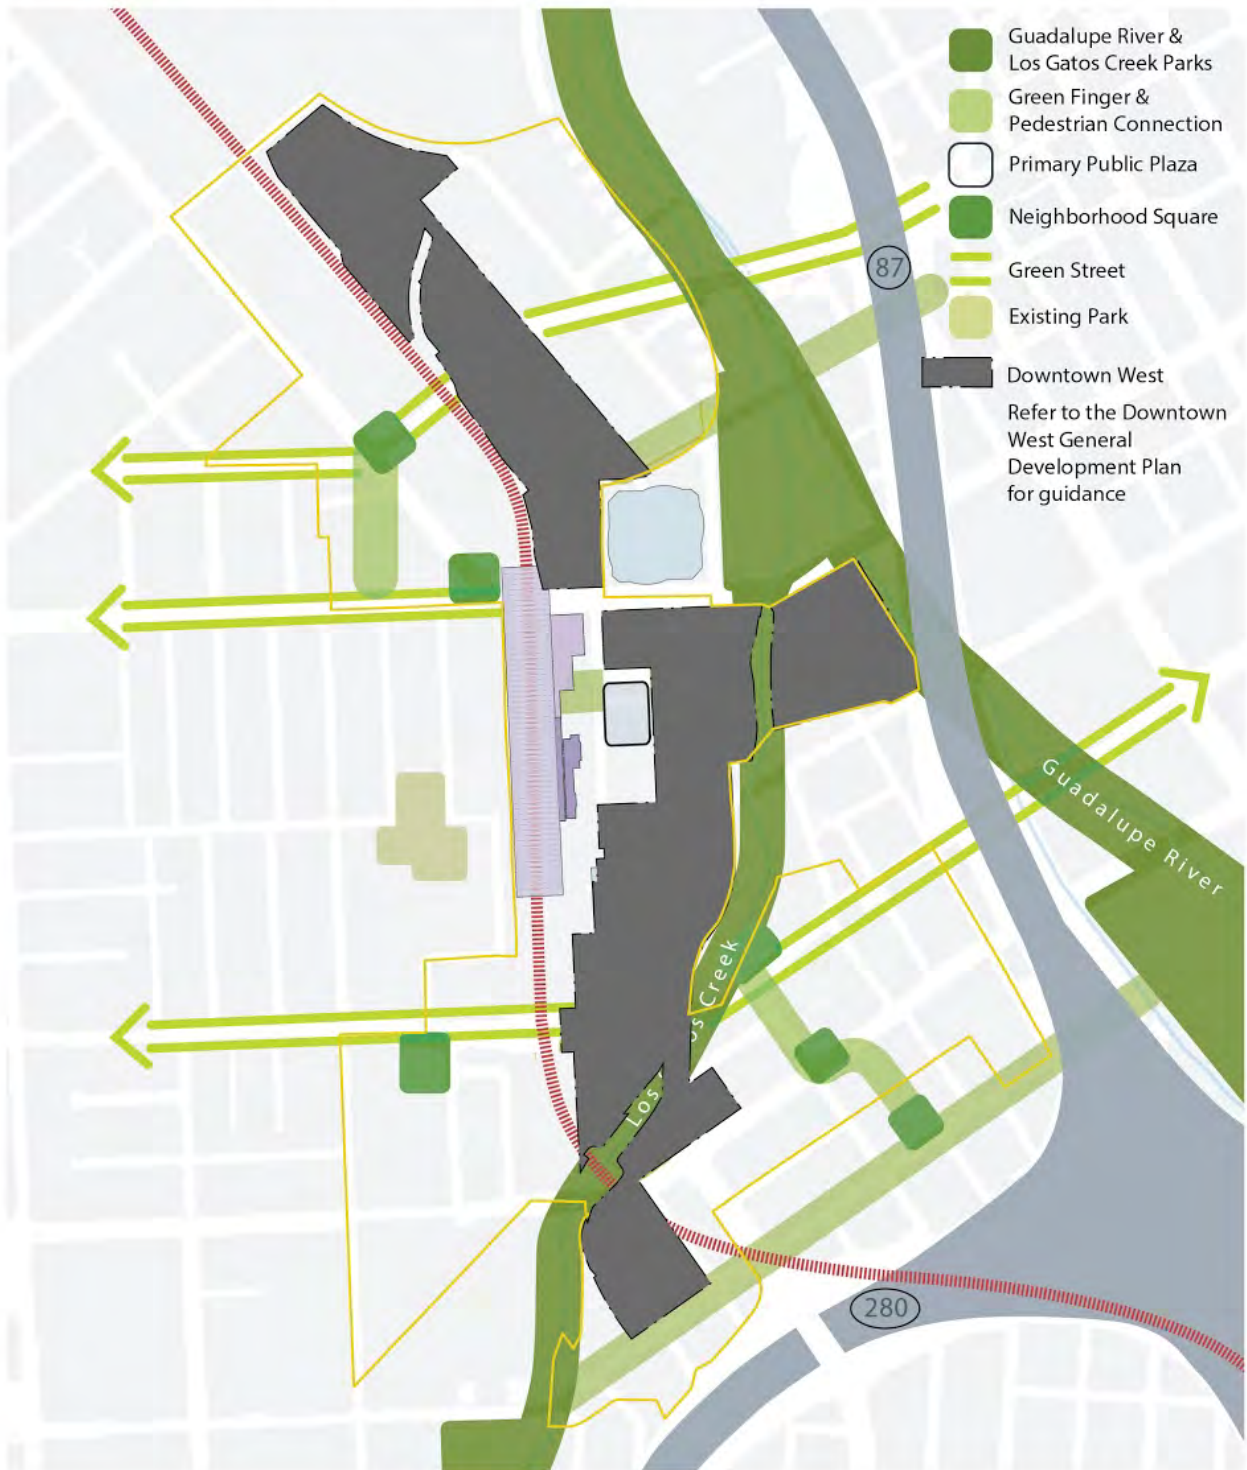 Guadalupe River &
Los Gatos Creek Parks
Green Finger &
Pedestrian Connection
Primary Public Plaza
Neighborhood Square
Green Street
Existing Park
Downtown West
Refer to the Downtown
West General
Development Plan
for guidance
87
Guadalupe River
Los
os Creek
280